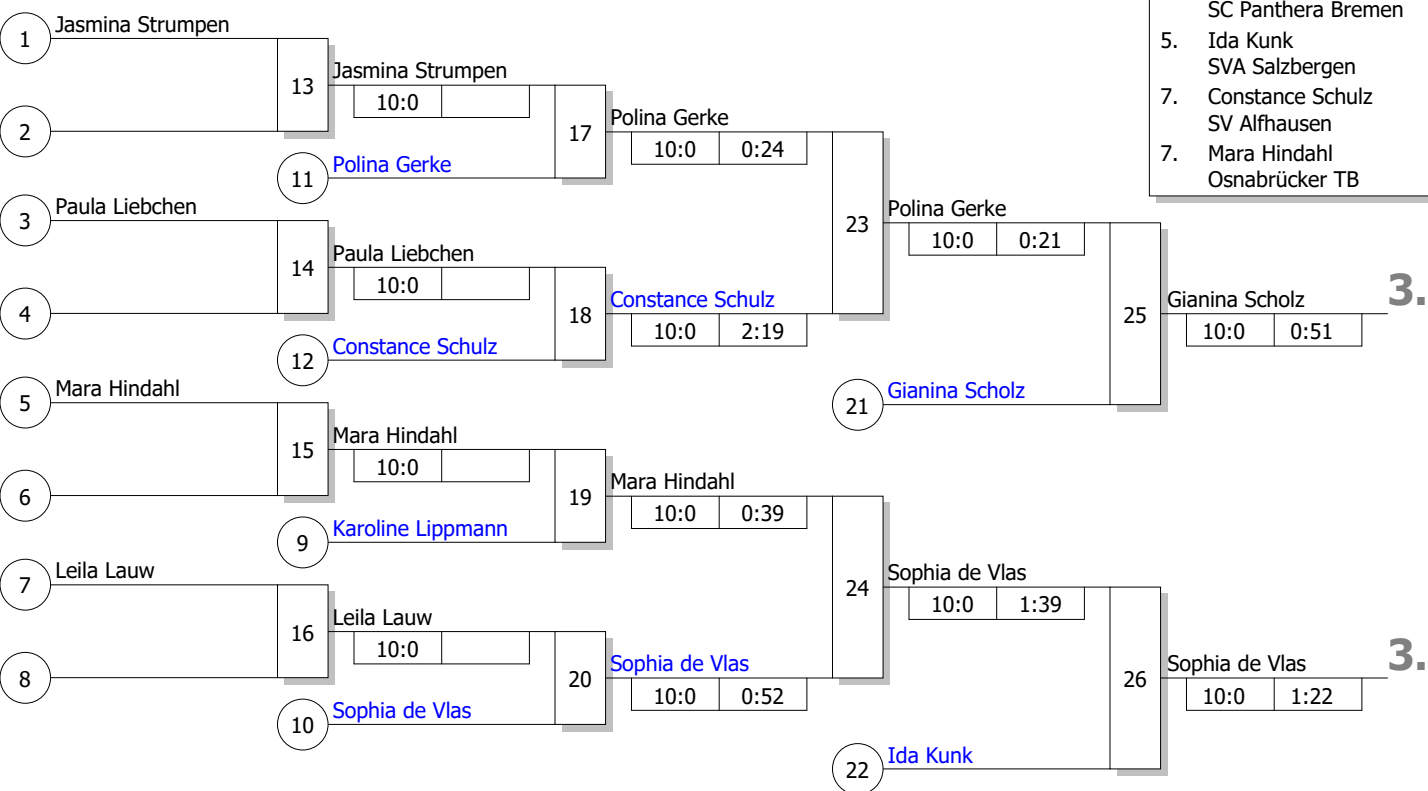 SC Panthera Bremen
5. Ida Kunk
SVA Salzbergen
7. Constance Schulz
SV Alfhausen
7. Mara Hindahl
Osnabrücker TB
1 Jasmina Strumpen
2
13 Jasmina Strumpen
10:0
11 Polina Gerke
17 Polina Gerke
10:0 0:24
3 Paula Liebchen
4
14 Paula Liebchen
10:0
12 Constance Schulz
18 Constance Schulz
10:0 2:19
23 Polina Gerke
10:0 0:21
21 Gianina Scholz
25 Gianina Scholz
10:0 0:51
3.
5 Mara Hindahl
6
15 Mara Hindahl
10:0
9 Karoline Lippmann
19 Mara Hindahl
10:0 0:39
7 Leila Lauw
8
16 Leila Lauw
10:0
10 Sophia de Vlas
20 Sophia de Vlas
10:0 0:52
24 Sophia de Vlas
10:0 1:39
22 Ida Kunk
26 Sophia de Vlas
10:0 1:22
3.